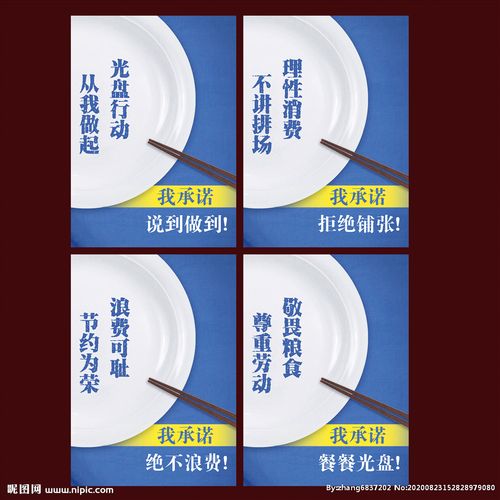 光盘行动
从我做起
我承诺
说到做到!
理性消费
不讲排场
我承诺
拒绝铺张!
浪费可耻
节约为荣
我承诺
绝不浪费!
敬畏粮食
尊重劳动
我承诺
餐餐光盘!
昵图网 www.nipic.com
By:zhang6837202 No:20200823152828979080